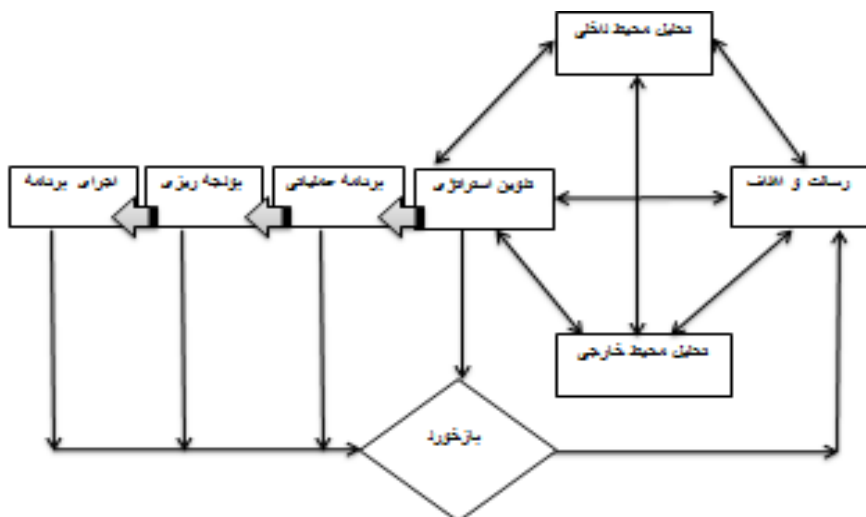 تحلیل محیط داخلی
رسالت و اهداف
تدوین استراتژی
برنامه عملیاتی
بودجه ریزی
اجرای برنامه
تحلیل محیط خارجی
بازخورد